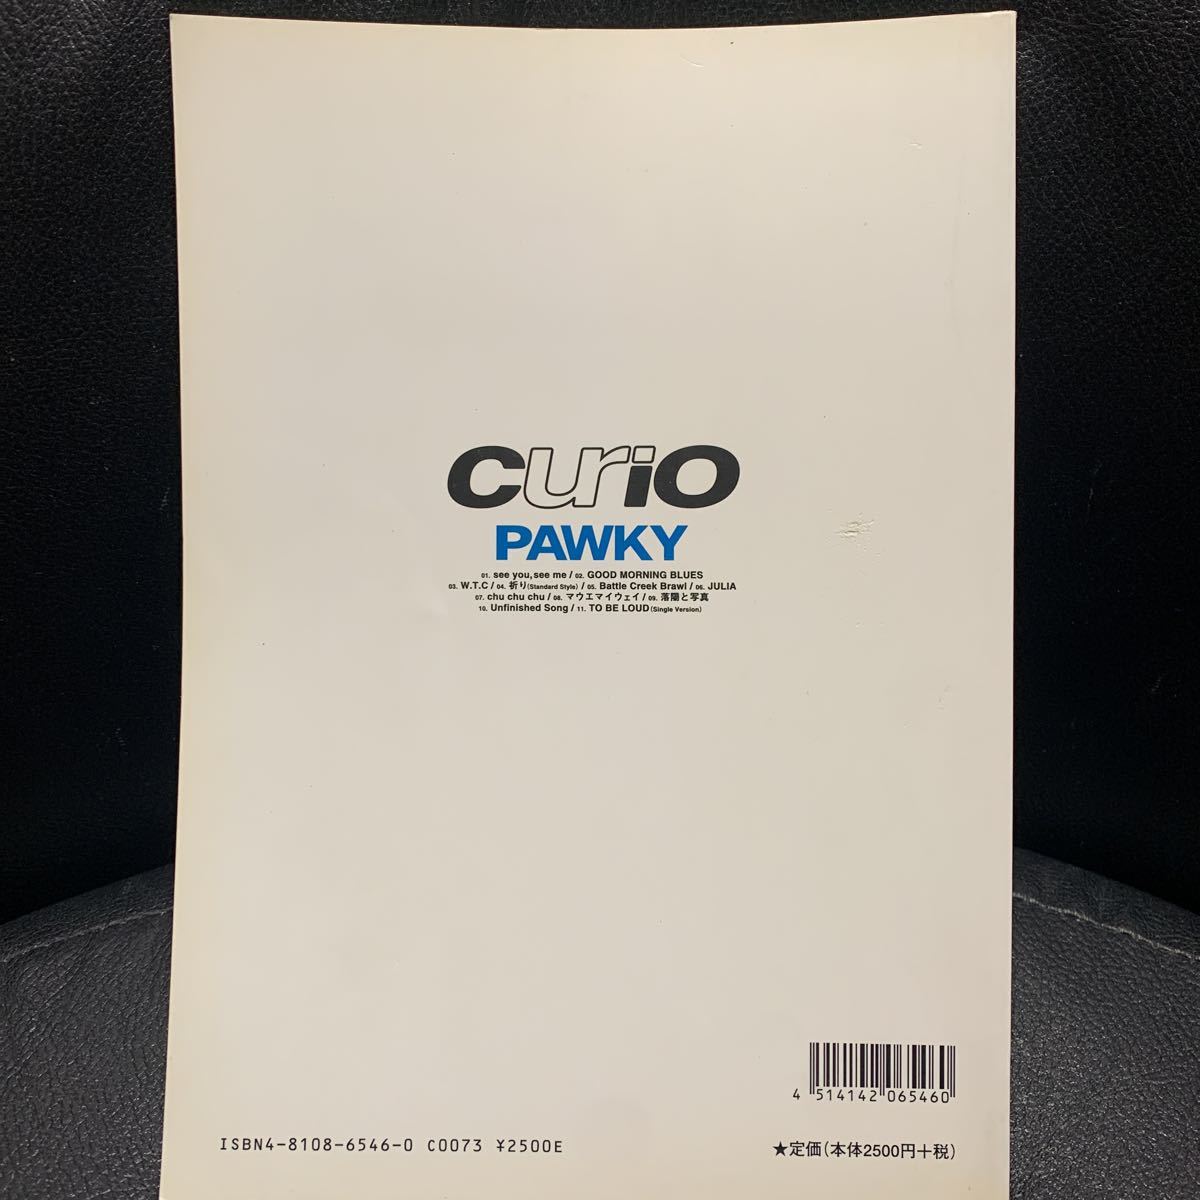 curio
PAWKY
01. see you,see me / 02. GOOD MORNING BLUES
03. W.T.C / 04. 祈り(Standard Style) / 05. Battle Creek Brawl / 06. JULIA
07. chu chu chu / 08. マウエマイウェイ / 09. 落陽と写真
10. Unfinished Song / 11. TO BE LOUD(Single Version)
4 514142 065460
ISBN4-8108-6546-0 C0073 ¥2500E
★定価(本体2500円+税)